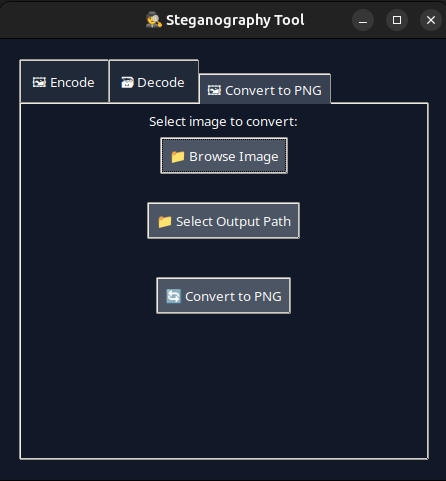 Steganography Tool
Encode Decode Convert to PNG
Select image to convert:
Browse Image
Select Output Path
Convert to PNG